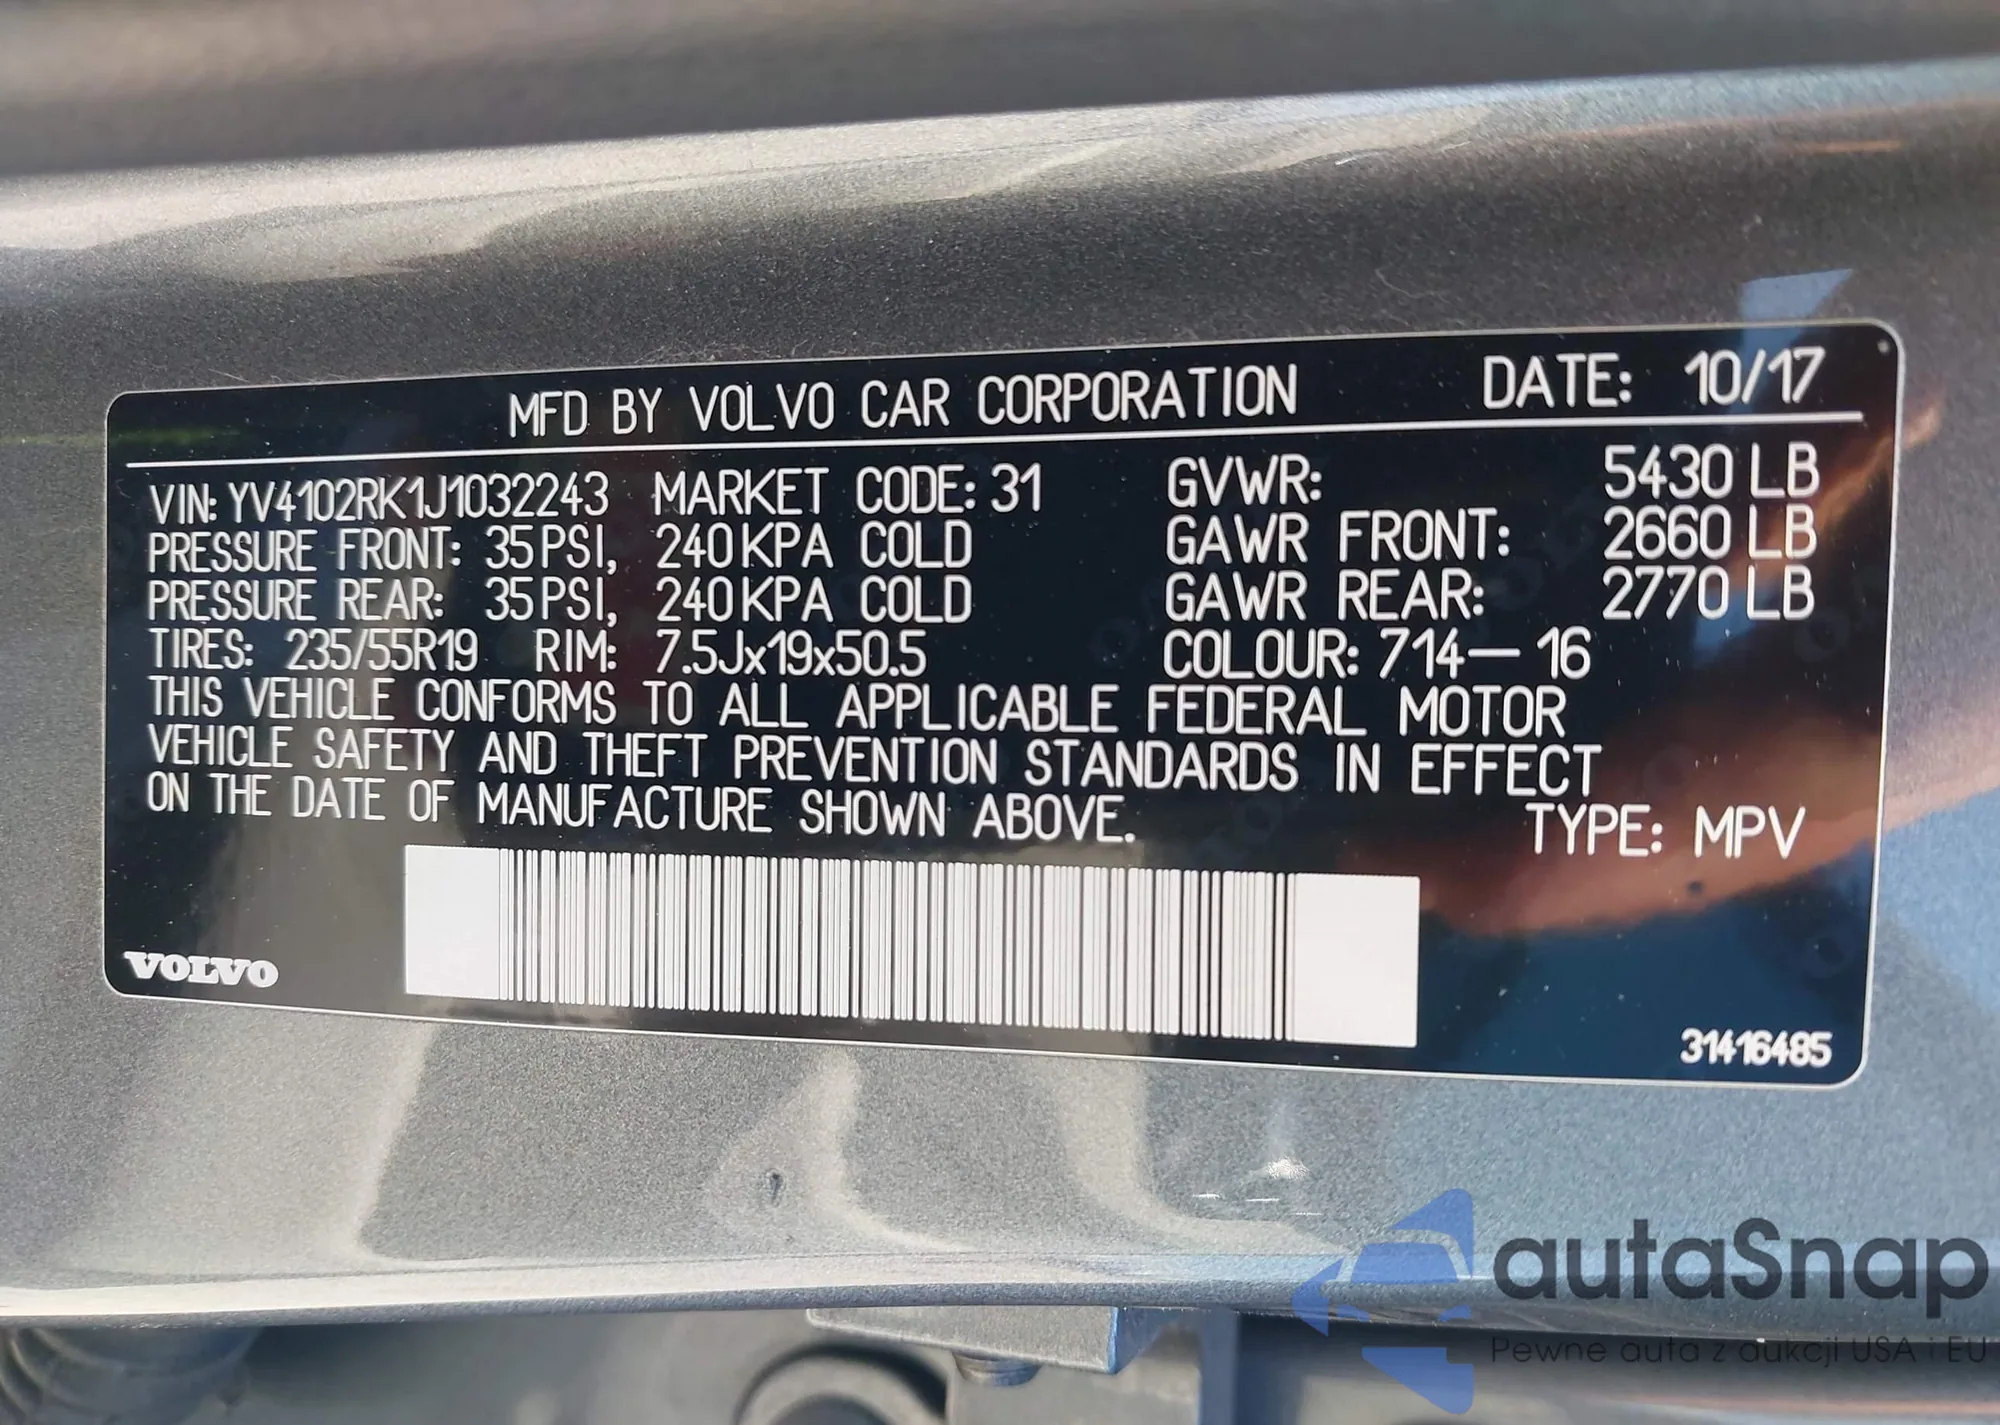 MFD BY VOLVO CAR CORPORATION DATE: 10/17
VIN: YV4102RK1J1032243 MARKET CODE: 31 GVWR: 5430 LB
PRESSURE FRONT: 35 PSI, 240 KPA COLD GAWR FRONT: 2660 LB
PRESSURE REAR: 35 PSI, 240 KPA COLD GAWR REAR: 2770 LB
TIRES: 235/55R19 RIM: 7.5Jx19x50.5 COLOUR: 714-16
THIS VEHICLE CONFORMS TO ALL APPLICABLE FEDERAL MOTOR
VEHICLE SAFETY AND THEFT PREVENTION STANDARDS IN EFFECT
ON THE DATE OF MANUFACTURE SHOWN ABOVE. TYPE: MPV
VOLVO
31416485
autaSnap
Pewne auta z aukcji USA i EU